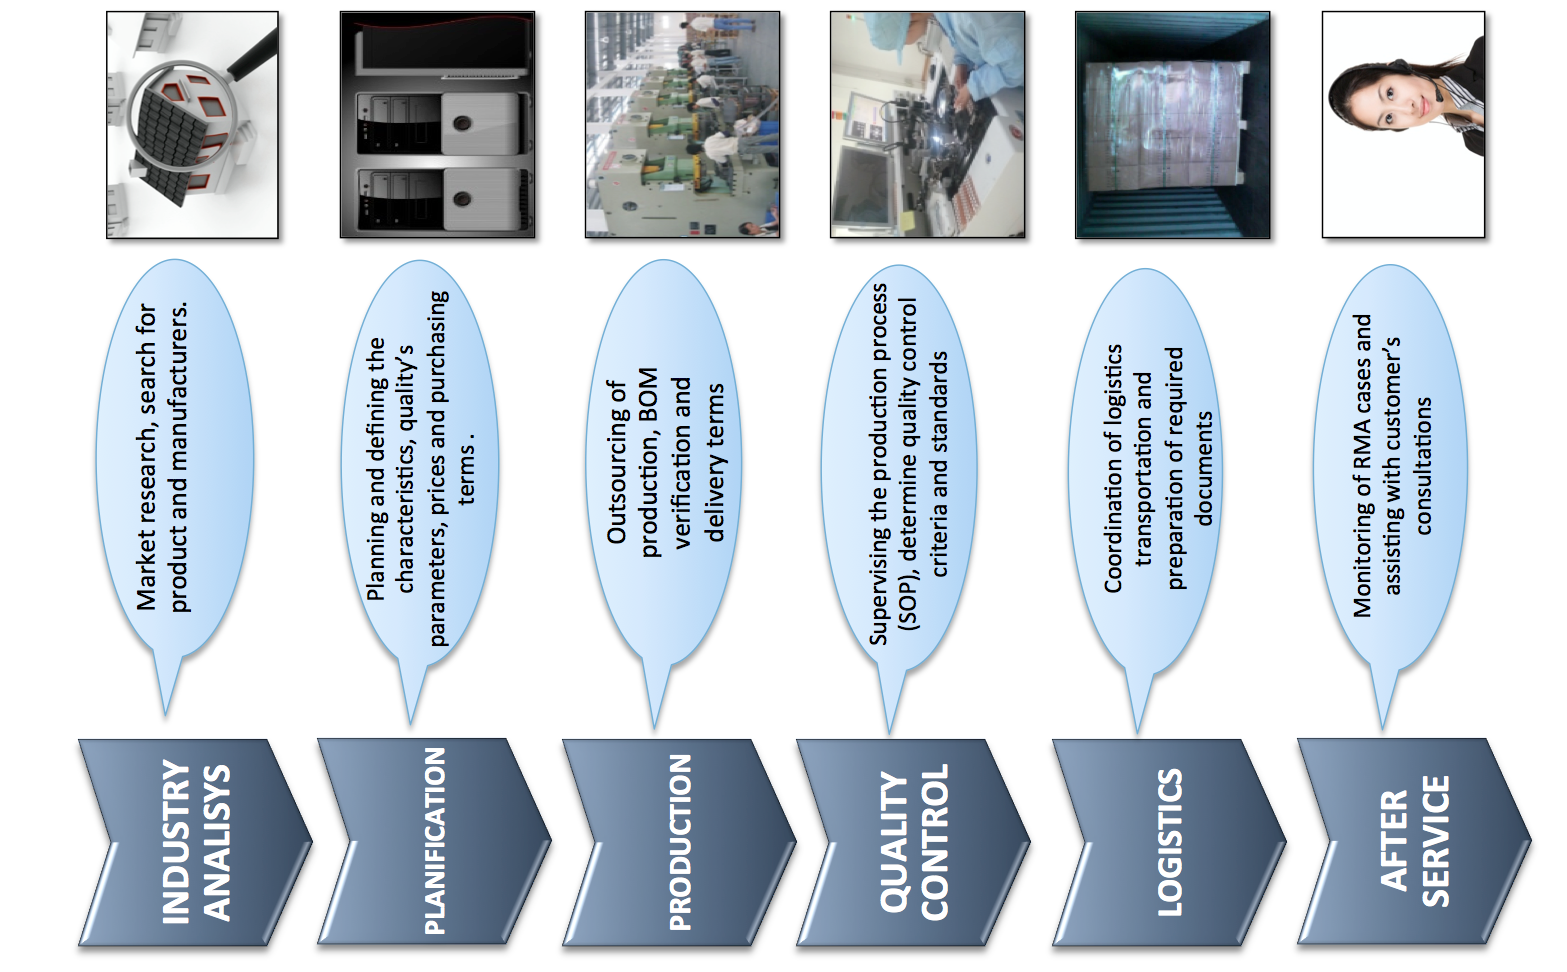 INDUSTRY
ANALISYS
Market research, search for
product and manufacturers.
PLANIFICATION
Planning and defining the
characteristics, quality’s
parameters, prices and purchasing
terms .
PRODUCTION
Outsourcing of
production, BOM
verification and
delivery terms
QUALITY
CONTROL
Supervising the production process
(SOP), determine quality control
criteria and standards
LOGISTICS
Coordination of logistics
transportation and
preparation of required
documents
AFTER
SERVICE
Monitoring of RMA cases and
assisting with customer’s
consultations